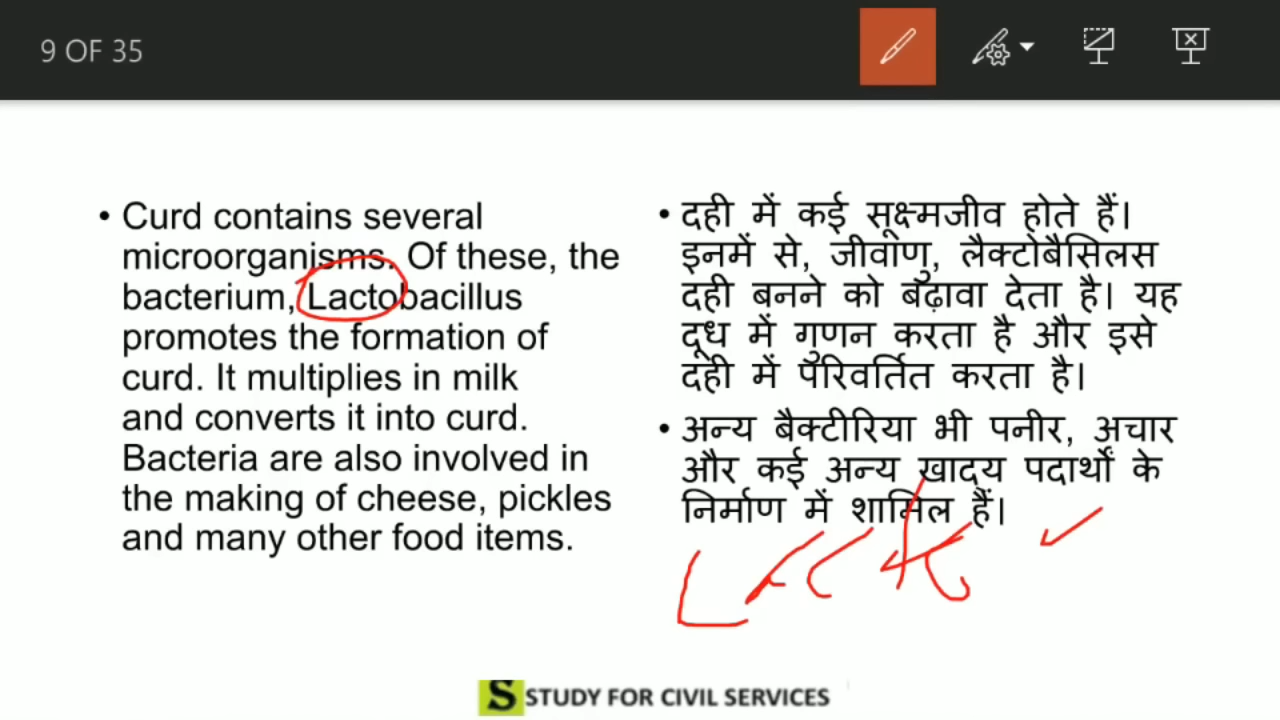 9 OF 35
• Curd contains several
microorganisms. Of these, the
bacterium, Lactobacillus
promotes the formation of
curd. It multiplies in milk
and converts it into curd.
Bacteria are also involved in
the making of cheese, pickles
and many other food items.
• दही में कई सूक्ष्मजीव होते हैं।
इनमें से, जीवाणु, लैक्टोबैसिलस
दही बनने को बढ़ावा देता है। यह
दूध में गुणन करता है और इसे
दही में परिवर्तित करता है।
• अन्य बैक्टीरिया भी पनीर, अचार
और कई अन्य खाद्य पदार्थों के
निर्माण में शामिल हैं।
S STUDY FOR CIVIL SERVICES